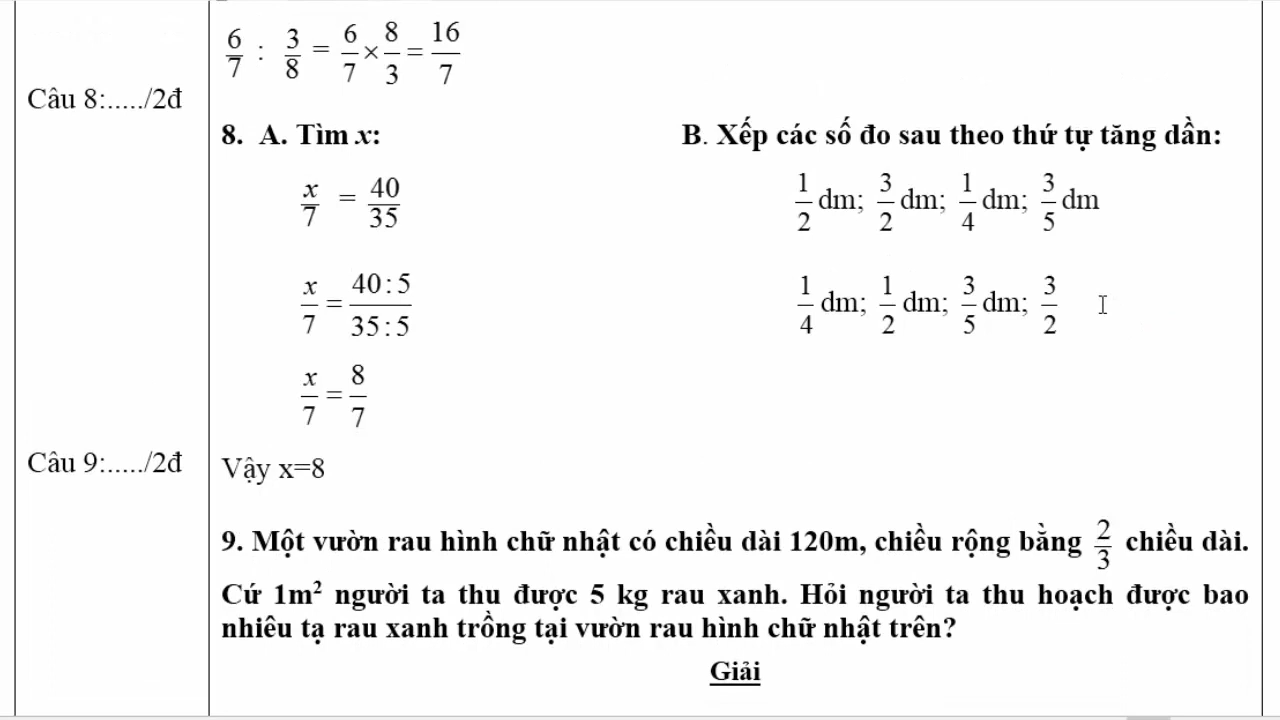 6/7 : 3/8 = 6/7 × 8/3 = 16/7
Câu 8:...../2đ
8. A. Tìm x:
B. Xếp các số đo sau theo thứ tự tăng dần:
x/7 = 40/35
1/2 dm; 3/2 dm; 1/4 dm; 3/5 dm
x/7 = 40:5/35:5
1/4 dm; 1/2 dm; 3/5 dm; 3/2
x/7 = 8/7
Câu 9:...../2đ
Vậy x=8
9. Một vườn rau hình chữ nhật có chiều dài 120m, chiều rộng bằng 2/3 chiều dài.
Cứ 1m² người ta thu được 5 kg rau xanh. Hỏi người ta thu hoạch được bao
nhiêu tạ rau xanh trồng tại vườn rau hình chữ nhật trên?
Giải